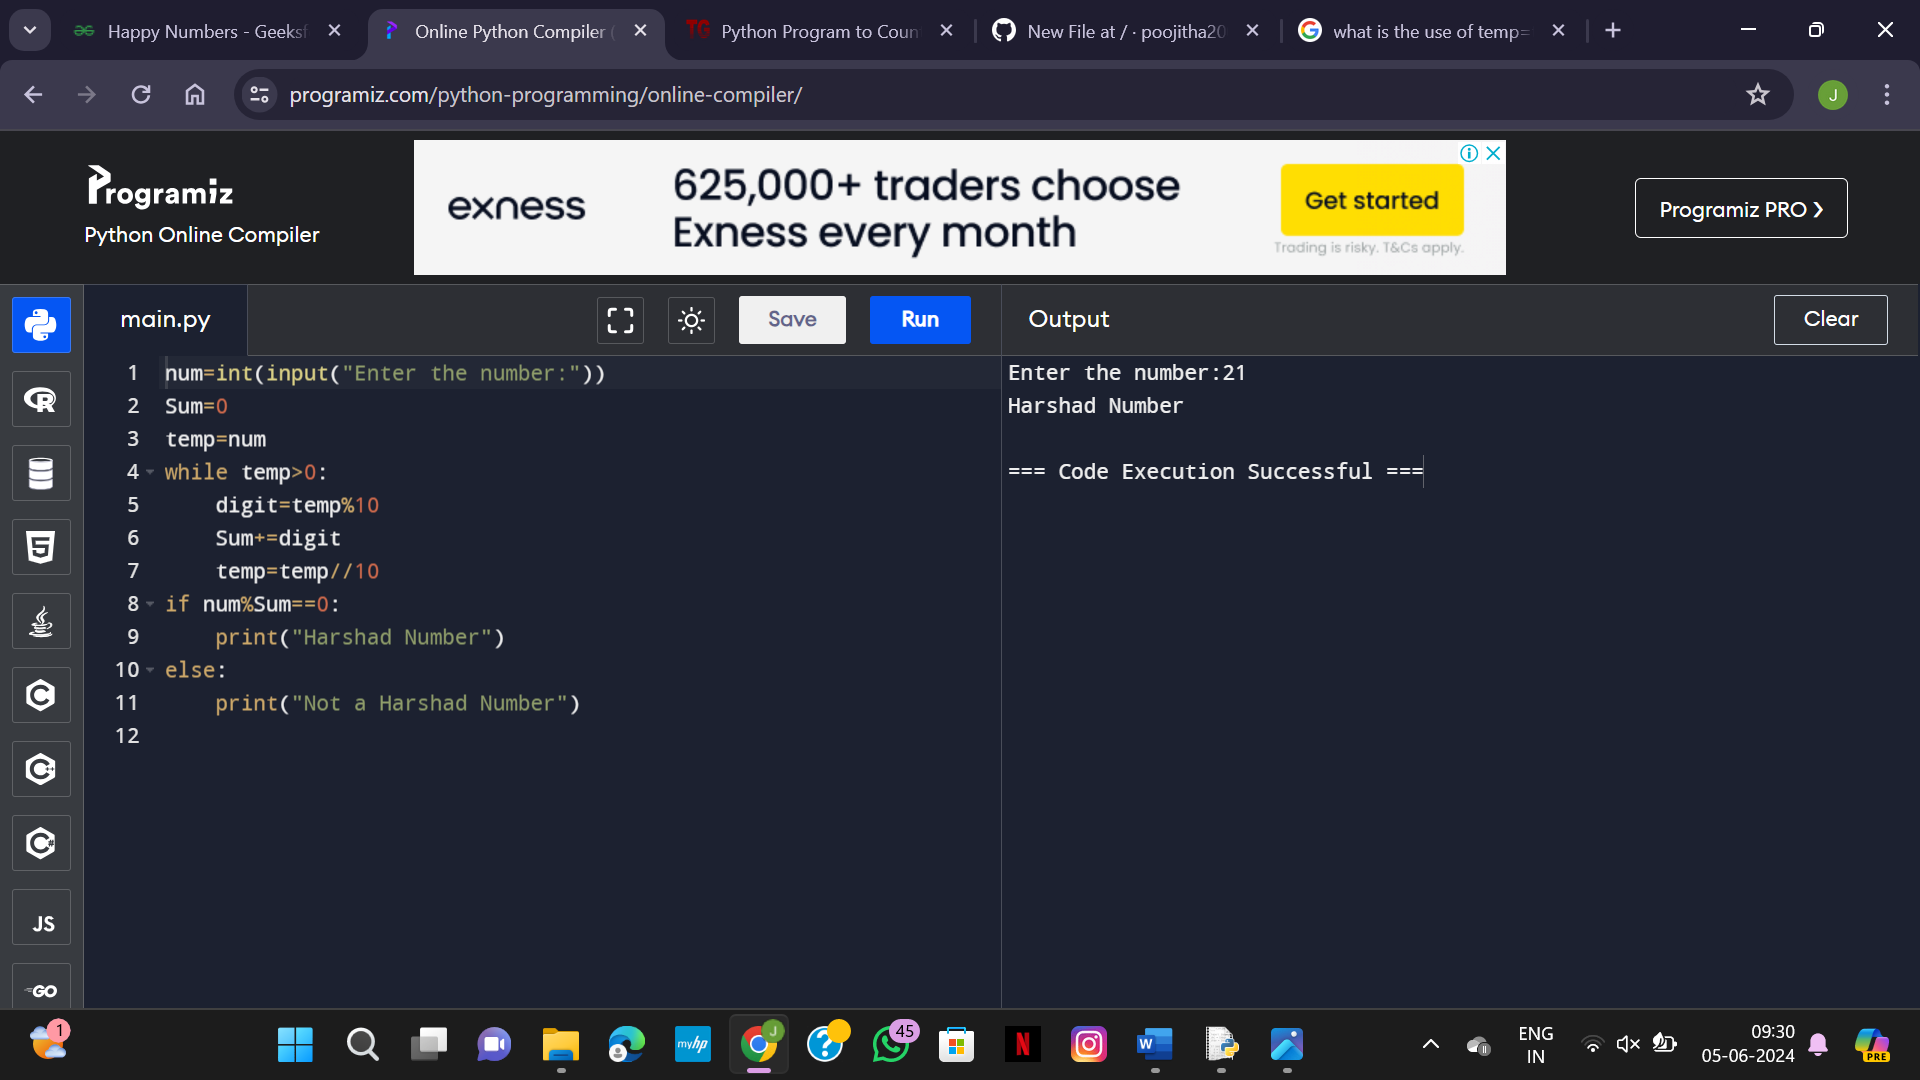 Happy Numbers - Geeksf
Online Python Compiler (
TG Python Program to Coun
New File at / · poojitha20
what is the use of temp=
programiz.com/python-programming/online-compiler/
J
Programiz
Python Online Compiler
exness
625,000+ traders choose
Exness every month
Get started
Trading is risky. T&Cs apply.
Programiz PRO ❯
main.py
Save
Run
Output
Clear
1 num=int(input("Enter the number:"))
2 Sum=0
3 temp=num
4 while temp>0:
5     digit=temp%10
6     Sum+=digit
7     temp=temp//10
8 if num%Sum==0:
9     print("Harshad Number")
10 else:
11     print("Not a Harshad Number")
12
Enter the number:21
Harshad Number
=== Code Execution Successful ===
R
5
C
C++
C#
JS
GO
1
myhp
J
?
45
N
W
ENG
IN
09:30
05-06-2024
PRE